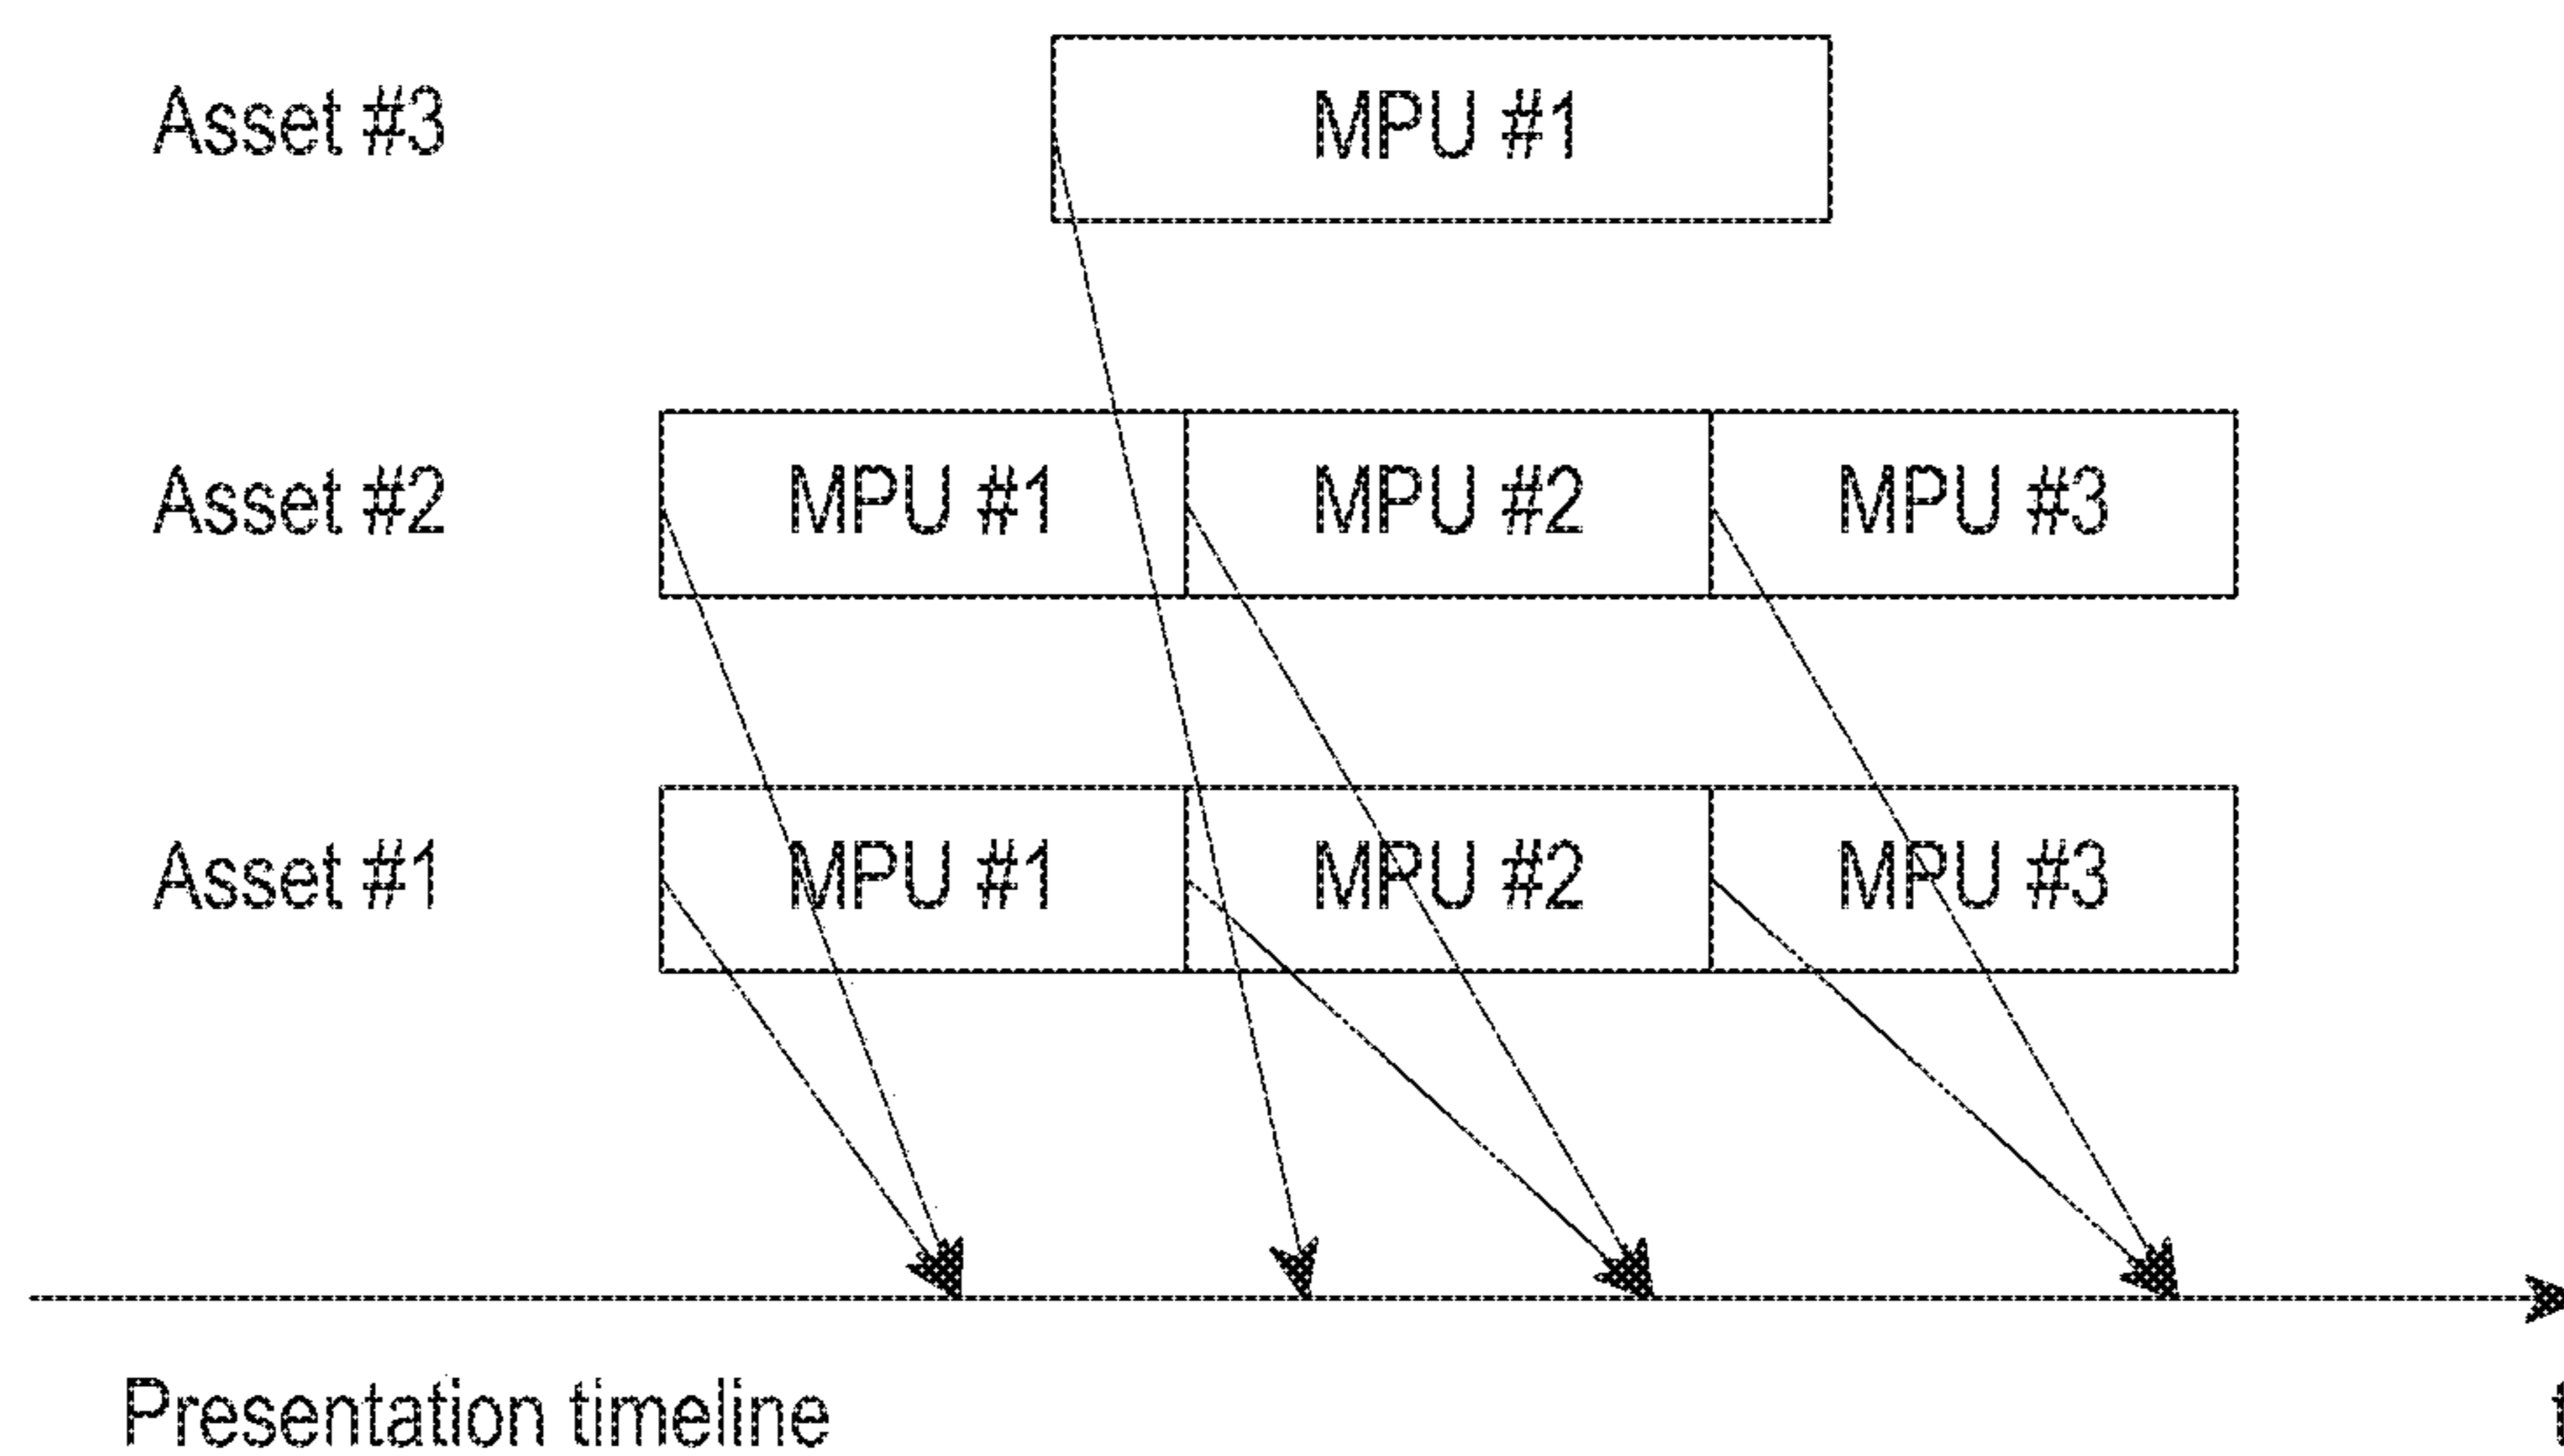 Asset #3 MPU #1
Asset #2 MPU #1 MPU #2 MPU #3
Asset #1 MPU #1 MPU #2 MPU #3
Presentation timeline t